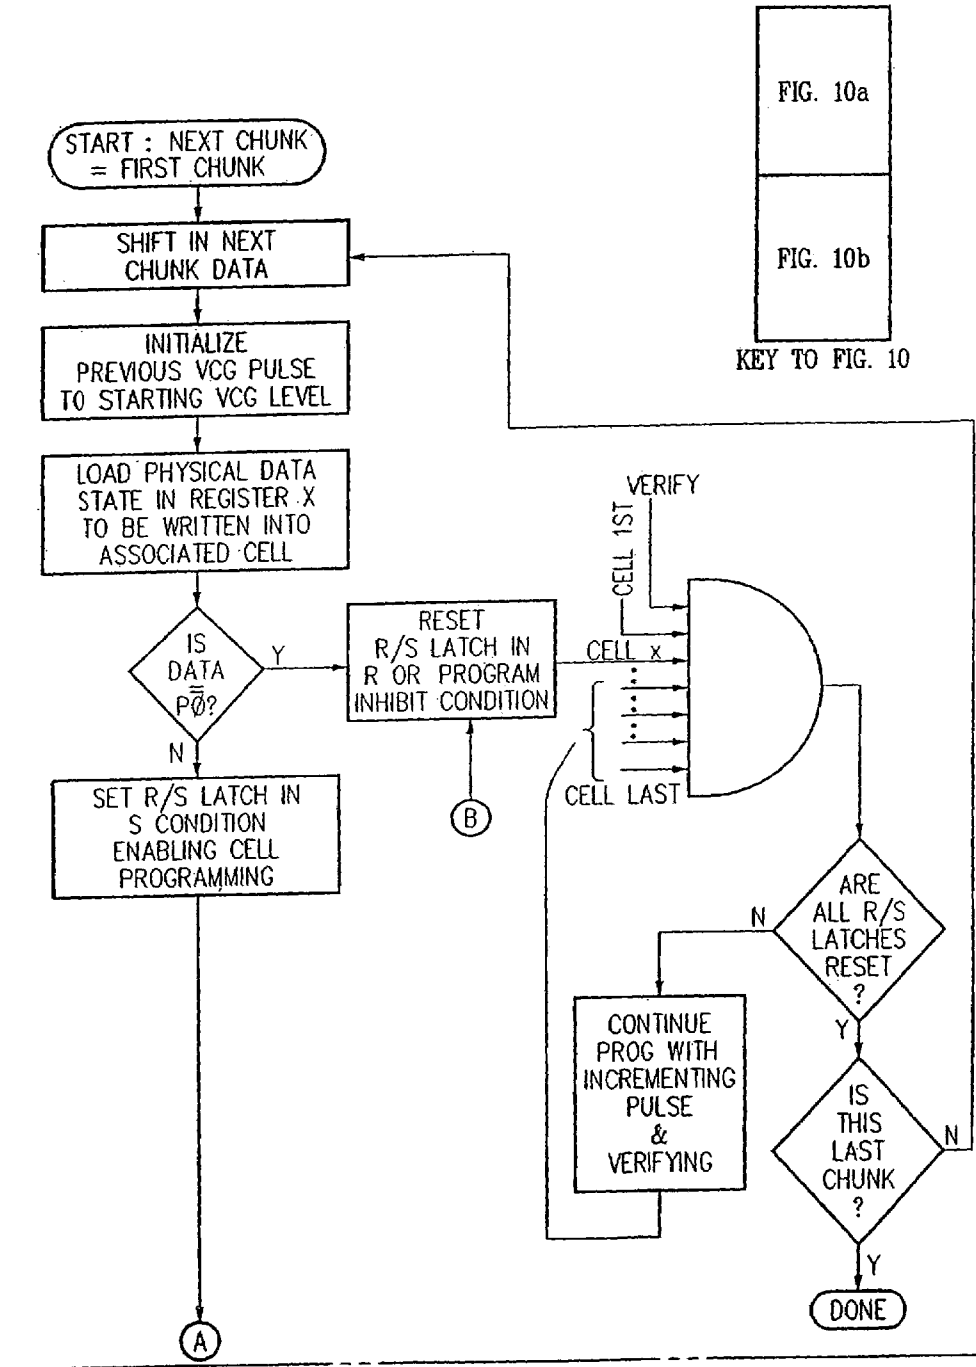 FIG. 10a
FIG. 10b
KEY TO FIG. 10
START : NEXT CHUNK
= FIRST CHUNK
SHIFT IN NEXT
CHUNK DATA
INITIALIZE
PREVIOUS VCG PULSE
TO STARTING VCG LEVEL
LOAD PHYSICAL DATA
STATE IN REGISTER X
TO BE WRITTEN INTO
ASSOCIATED CELL
IS
DATA
=
PØ?
Y
N
RESET
R/S LATCH IN
R OR PROGRAM
INHIBIT CONDITION
B
SET R/S LATCH IN
S CONDITION
ENABLING CELL
PROGRAMMING
A
VERIFY
CELL 1ST
CELL x
CELL LAST
ARE
ALL R/S
LATCHES
RESET
?
N
Y
CONTINUE
PROG WITH
INCREMENTING
PULSE
&
VERIFYING
IS
THIS
LAST
CHUNK
?
N
Y
DONE